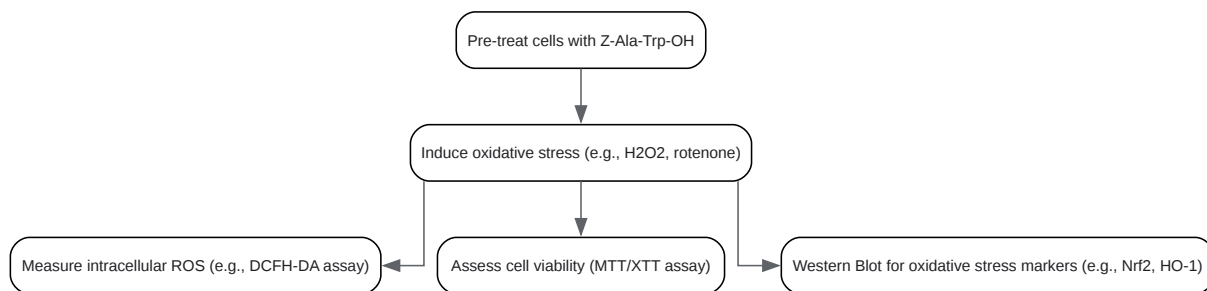 Pre-treat cells with Z-Ala-Trp-OH
Induce oxidative stress (e.g., H2O2, rotenone)
Measure intracellular ROS (e.g., DCFH-DA assay)
Assess cell viability (MTT/XTT assay)
Western Blot for oxidative stress markers (e.g., Nrf2, HO-1)